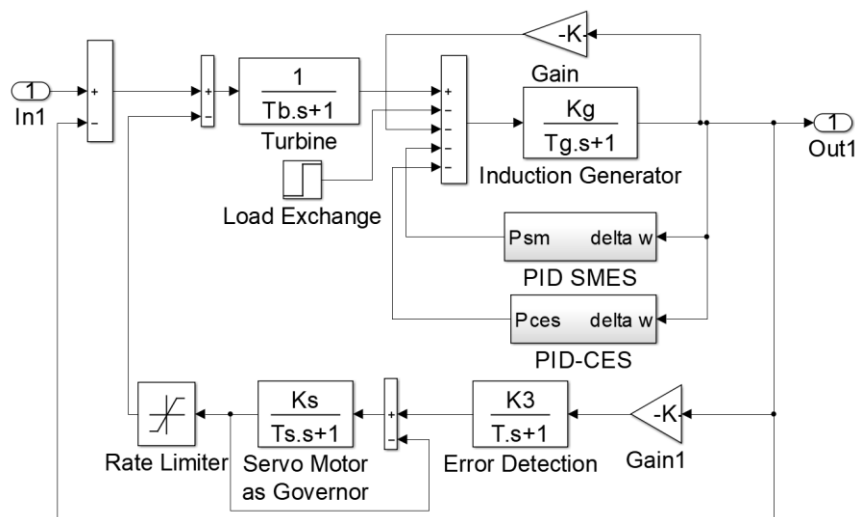 -K-
Gain
1
In1
+
−
+
−
1
Tb.s+1
Turbine
+
−
−
−
−
Kg
Tg.s+1
Induction Generator
1
Out1
Load Exchange
Psm delta w
PID SMES
Pces delta w
PID-CES
Rate Limiter
Ks
Ts.s+1
Servo Motor
as Governor
+
−
K3
T.s+1
Error Detection
-K-
Gain1